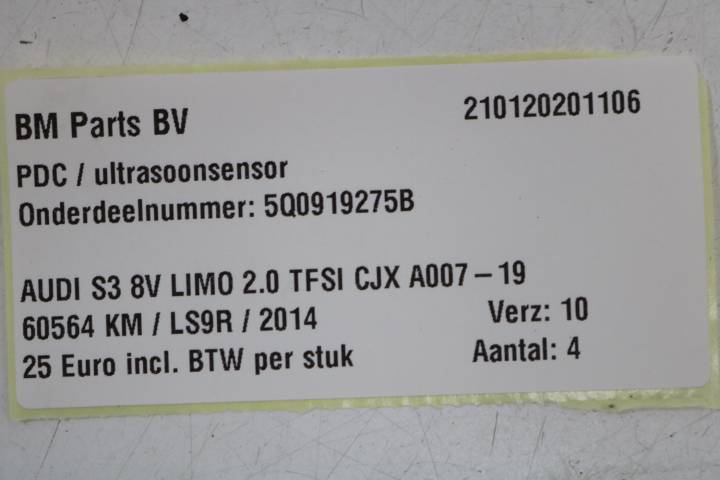 BM Parts BV 210120201106
PDC / ultrasoonsensor
Onderdeelnummer: 5Q0919275B
AUDI S3 8V LIMO 2.0 TFSI CJX A007 – 19
60564 KM / LS9R / 2014 Verz: 10
25 Euro incl. BTW per stuk Aantal: 4